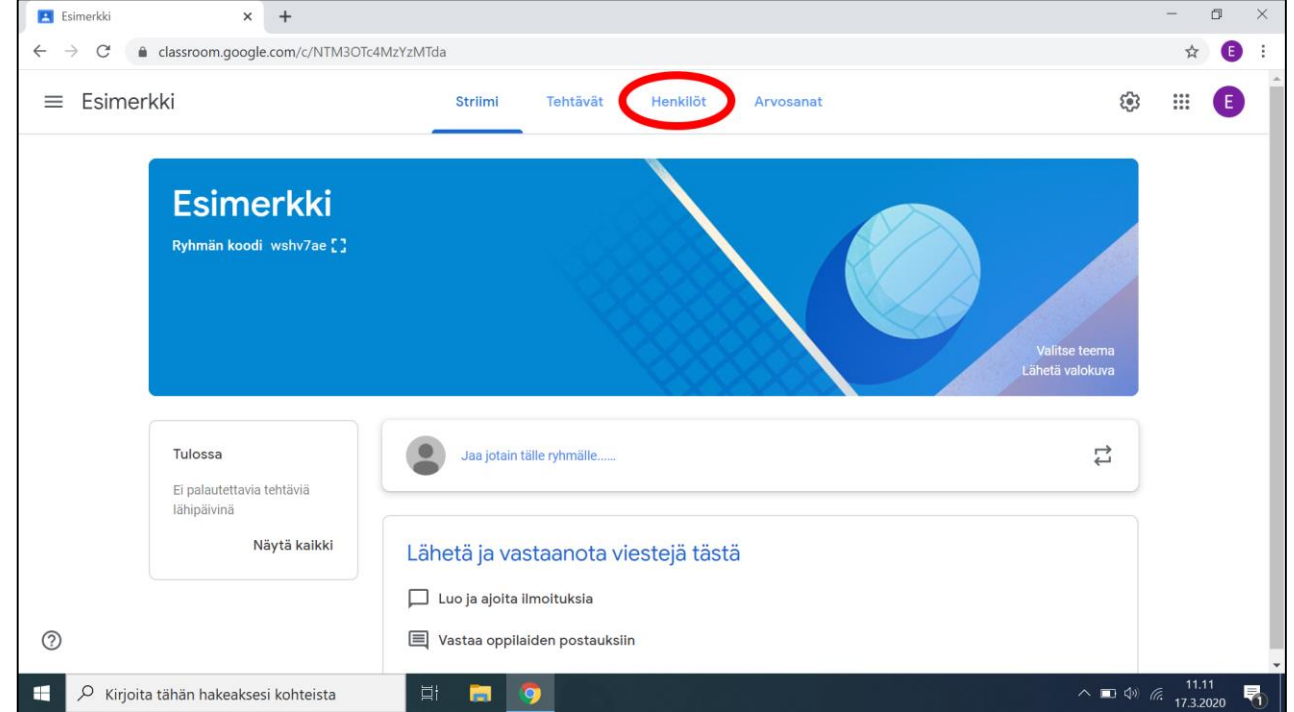 Esimerkki
classroom.google.com/c/NTM3OTc4MzYzMTda
E
Esimerkki
Striimi Tehtävät Henkilöt Arvosanat
E
Esimerkki
Ryhmän koodi wshv7ae
Valitse teema
Lähetä valokuva
Tulossa
Ei palautettavia tehtäviä
lähipäivinä
Näytä kaikki
Jaa jotain tälle ryhmälle......
Lähetä ja vastaanota viestejä tästä
Luo ja ajoita ilmoituksia
Vastaa oppilaiden postauksiin
Kirjoita tähän hakeaksesi kohteista
11.11
17.3.2020
1